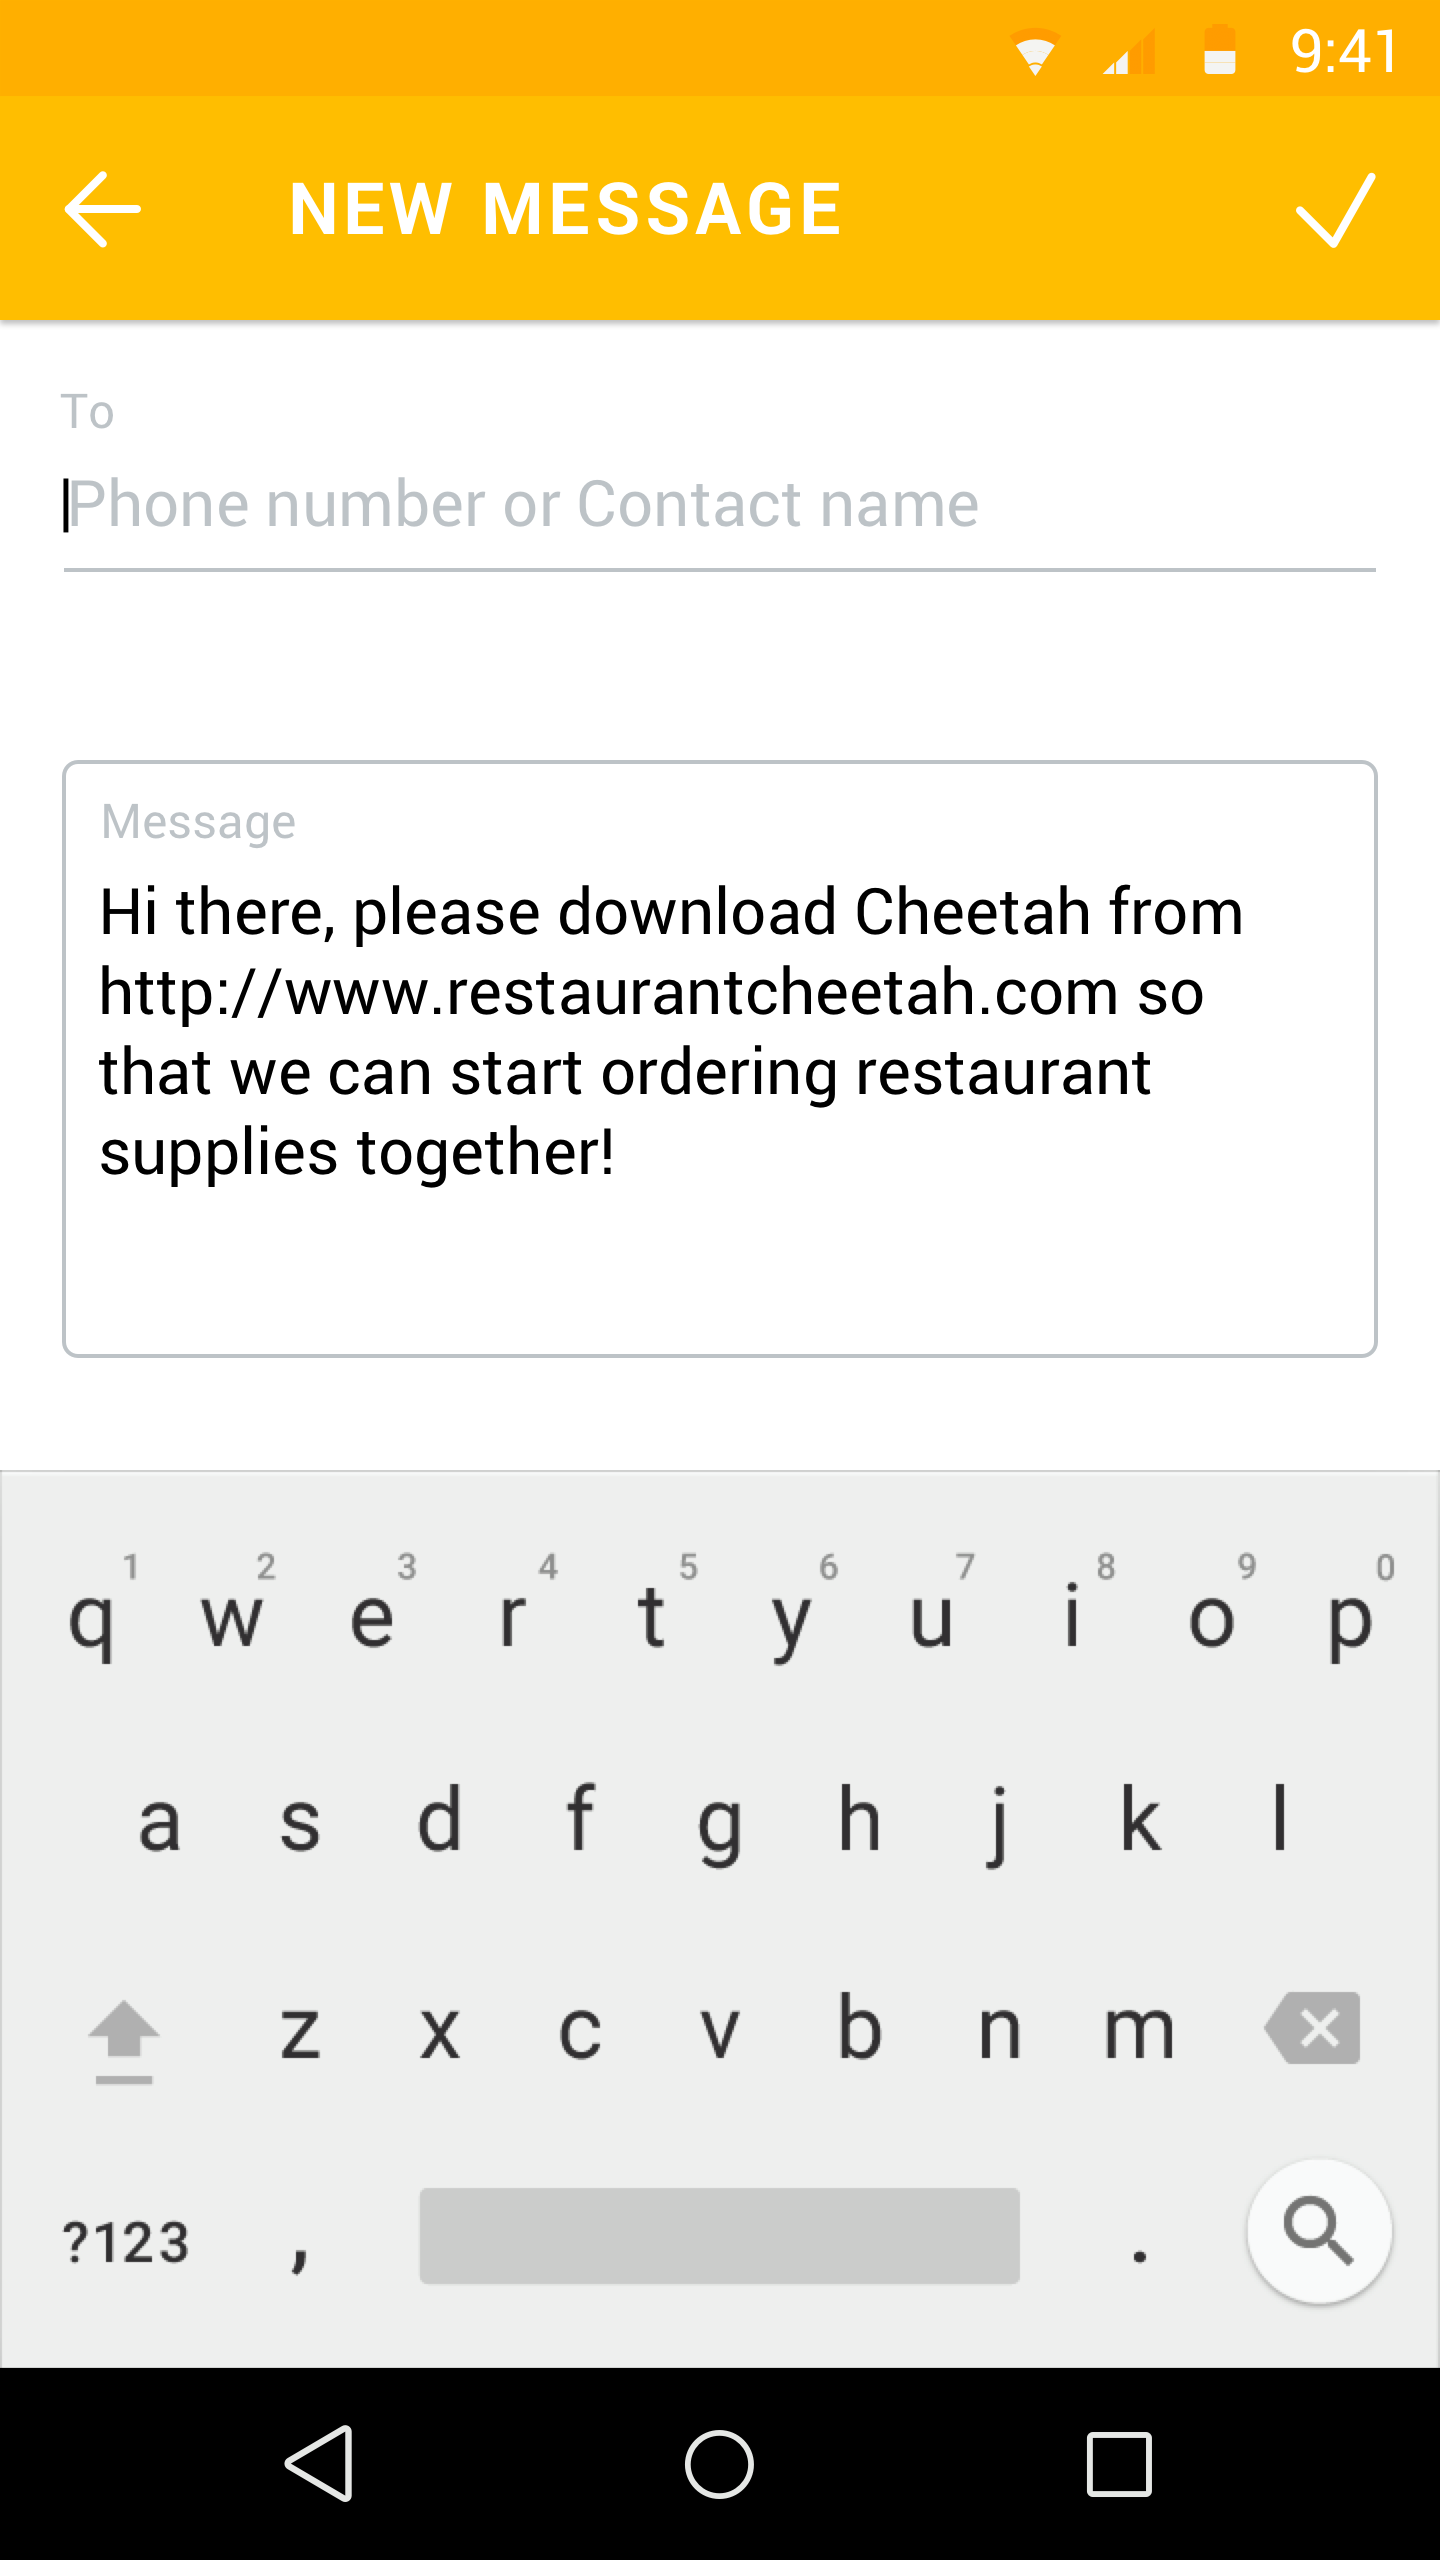 9:41
NEW MESSAGE
To
Phone number or Contact name
Message
Hi there, please download Cheetah from
http://www.restaurantcheetah.com so
that we can start ordering restaurant
supplies together!
1 2 3 4 5 6 7 8 9 0
q w e r t y u i o p
a s d f g h j k l
z x c v b n m
?123 , .